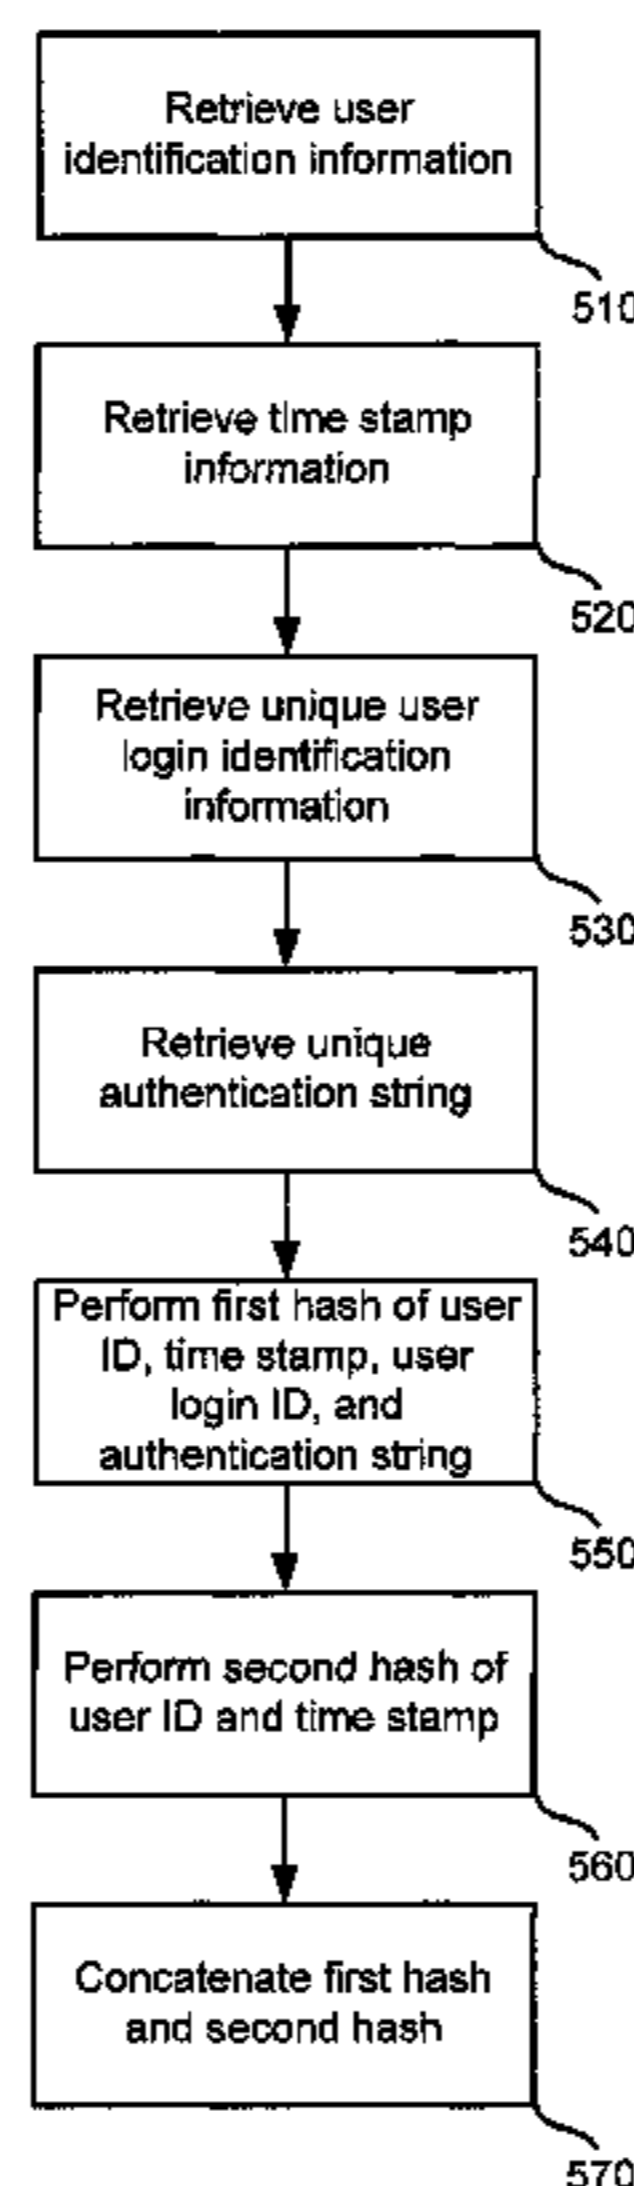 Retrieve user
identification information
510
Retrieve time stamp
information
520
Retrieve unique user
login identification
information
530
Retrieve unique
authentication string
540
Perform first hash of user
ID, time stamp, user
login ID, and
authentication string
550
Perform second hash of
user ID and time stamp
560
Concatenate first hash
and second hash
570